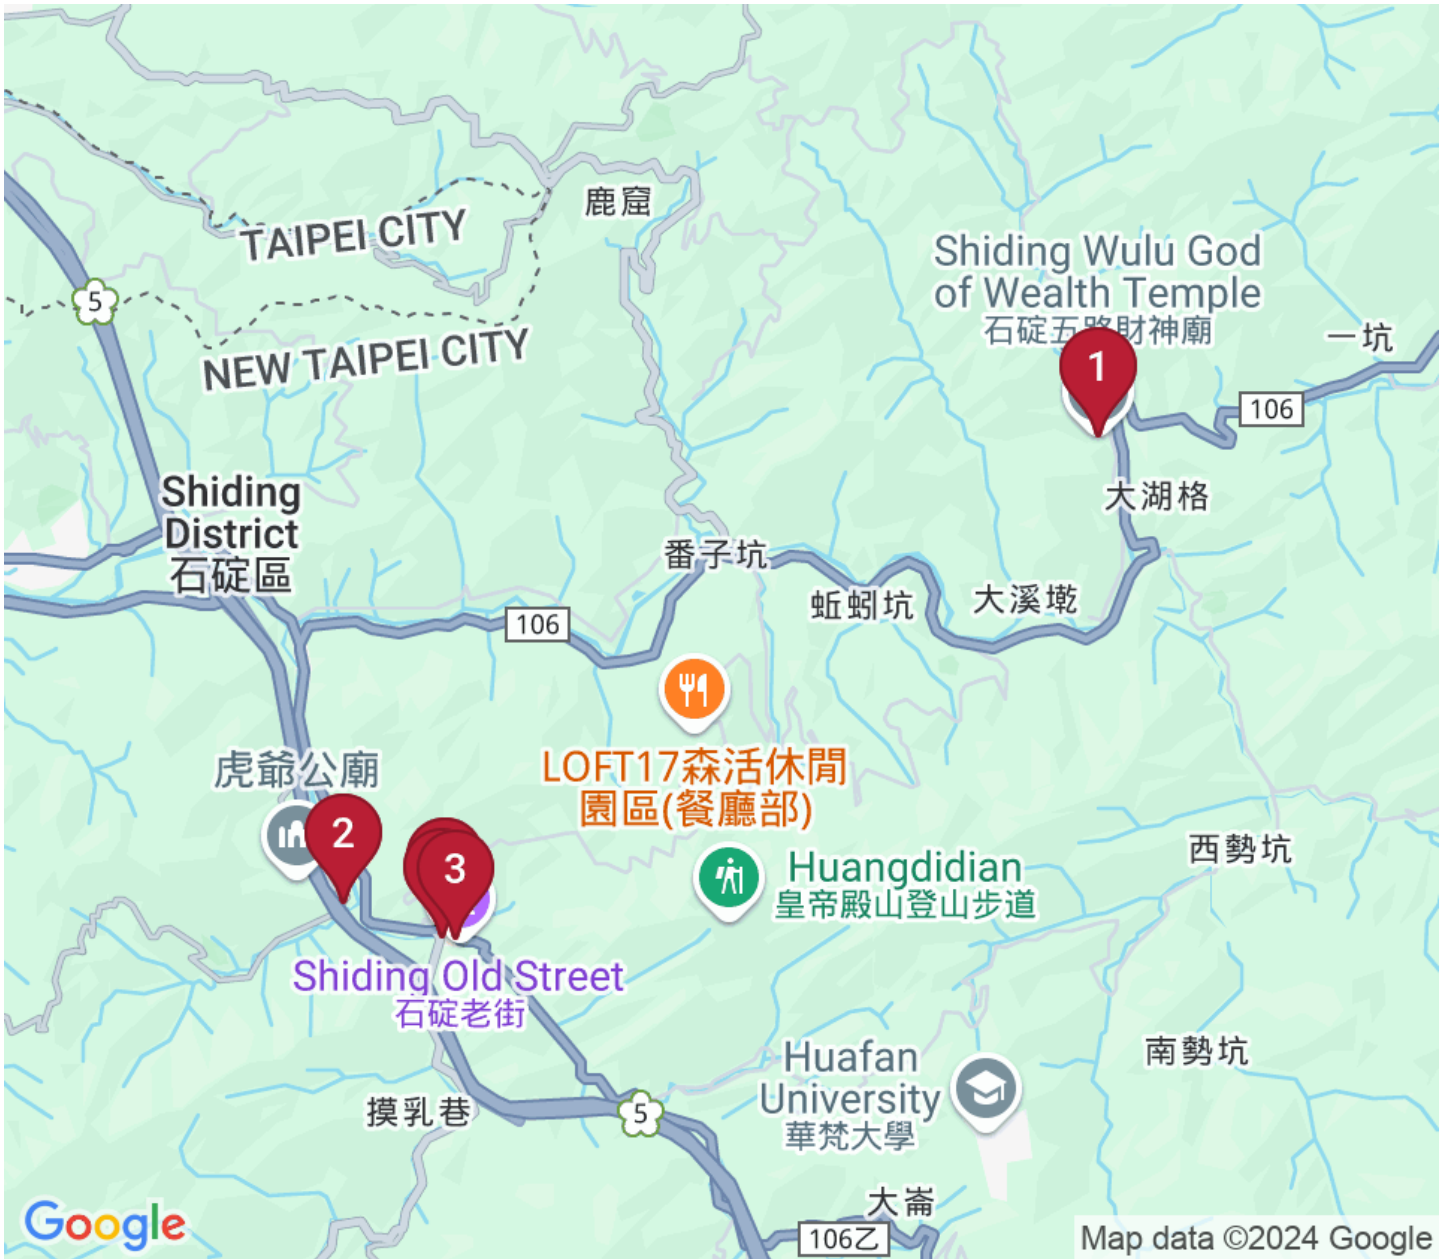 鹿窟
TAIPEI CITY
Shiding Wulu God
of Wealth Temple
石碇五路財神廟
5
NEW TAIPEI CITY
一坑
1
106
Shiding
District
石碇區
大湖格
番子坑
蚯蚓坑
大溪墘
106
虎爺公廟
LOFT17森活休閒
園區(餐廳部)
2
3
Huangdidian
皇帝殿山登山步道
西勢坑
Shiding Old Street
石碇老街
Huafan
University
華梵大學
南勢坑
摸乳巷
5
大崙
106乙
Google
Map data ©2024 Google